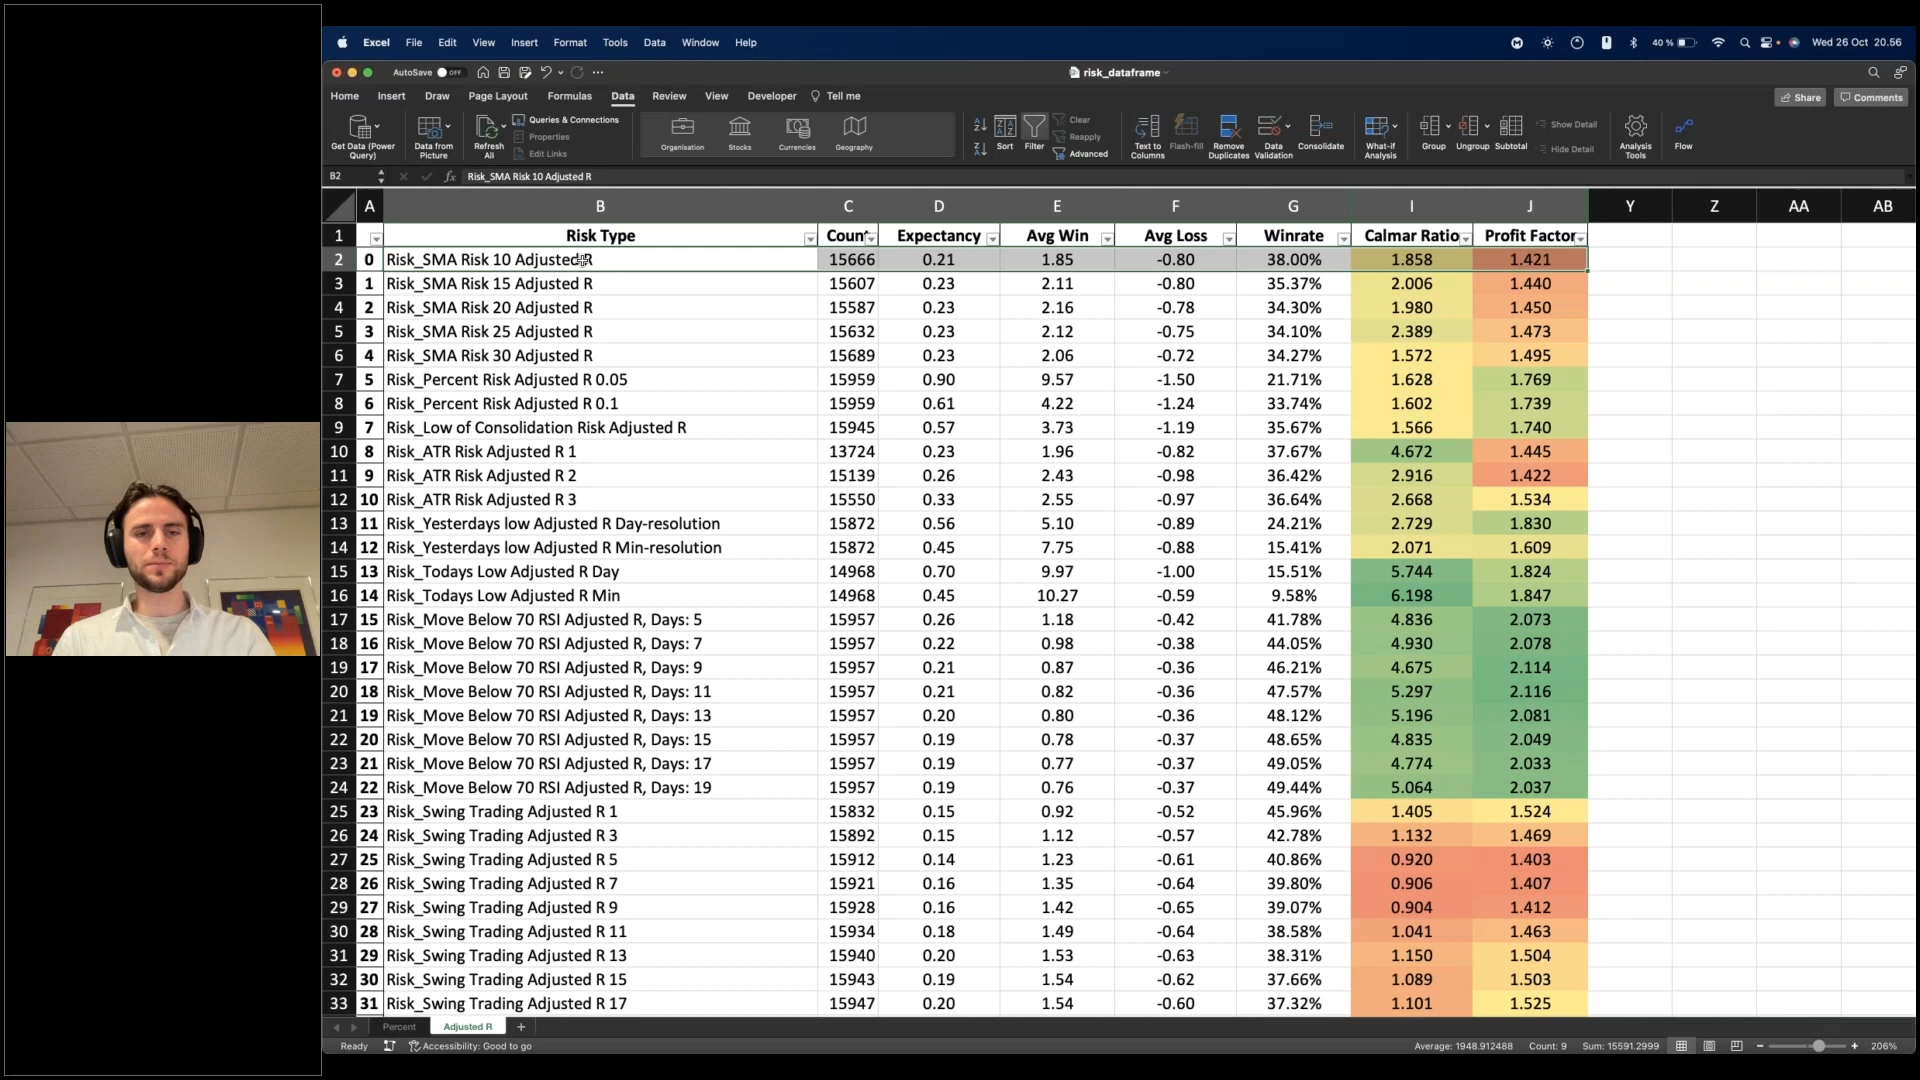 Excel File Edit View Insert Format Tools Data Window Help 40 % Wed 26 Oct 20.56
AutoSave OFF risk_dataframe
Home Insert Draw Page Layout Formulas Data Review View Developer Tell me Share Comments
Get Data (Power Query) Data from Picture Refresh All Queries & Connections Properties Edit Links Organisation Stocks Currencies Geography Sort Filter Clear Reapply Advanced Text to Columns Flash-fill Remove Duplicates Data Validation Consolidate What-if Analysis Group Ungroup Subtotal Show Detail Hide Detail Analysis Tools Flow
B2 fx Risk_SMA Risk 10 Adjusted R
A B C D E F G I J Y Z AA AB
1 Risk Type Count Expectancy Avg Win Avg Loss Winrate Calmar Ratio Profit Factor
2 0 Risk_SMA Risk 10 Adjusted R 15666 0.21 1.85 -0.80 38.00% 1.858 1.421
3 1 Risk_SMA Risk 15 Adjusted R 15607 0.23 2.11 -0.80 35.37% 2.006 1.440
4 2 Risk_SMA Risk 20 Adjusted R 15587 0.23 2.16 -0.78 34.30% 1.980 1.450
5 3 Risk_SMA Risk 25 Adjusted R 15632 0.23 2.12 -0.75 34.10% 2.389 1.473
6 4 Risk_SMA Risk 30 Adjusted R 15689 0.23 2.06 -0.72 34.27% 1.572 1.495
7 5 Risk_Percent Risk Adjusted R 0.05 15959 0.90 9.57 -1.50 21.71% 1.628 1.769
8 6 Risk_Percent Risk Adjusted R 0.1 15959 0.61 4.22 -1.24 33.74% 1.602 1.739
9 7 Risk_Low of Consolidation Risk Adjusted R 15945 0.57 3.73 -1.19 35.67% 1.566 1.740
10 8 Risk_ATR Risk Adjusted R 1 13724 0.23 1.96 -0.82 37.67% 4.672 1.445
11 9 Risk_ATR Risk Adjusted R 2 15139 0.26 2.43 -0.98 36.42% 2.916 1.422
12 10 Risk_ATR Risk Adjusted R 3 15550 0.33 2.55 -0.97 36.64% 2.668 1.534
13 11 Risk_Yesterdays low Adjusted R Day-resolution 15872 0.56 5.10 -0.89 24.21% 2.729 1.830
14 12 Risk_Yesterdays low Adjusted R Min-resolution 15872 0.45 7.75 -0.88 15.41% 2.071 1.609
15 13 Risk_Todays Low Adjusted R Day 14968 0.70 9.97 -1.00 15.51% 5.744 1.824
16 14 Risk_Todays Low Adjusted R Min 14968 0.45 10.27 -0.59 9.58% 6.198 1.847
17 15 Risk_Move Below 70 RSI Adjusted R, Days: 5 15957 0.26 1.18 -0.42 41.78% 4.836 2.073
18 16 Risk_Move Below 70 RSI Adjusted R, Days: 7 15957 0.22 0.98 -0.38 44.05% 4.930 2.078
19 17 Risk_Move Below 70 RSI Adjusted R, Days: 9 15957 0.21 0.87 -0.36 46.21% 4.675 2.114
20 18 Risk_Move Below 70 RSI Adjusted R, Days: 11 15957 0.21 0.82 -0.36 47.57% 5.297 2.116
21 19 Risk_Move Below 70 RSI Adjusted R, Days: 13 15957 0.20 0.80 -0.36 48.12% 5.196 2.081
22 20 Risk_Move Below 70 RSI Adjusted R, Days: 15 15957 0.19 0.78 -0.37 48.65% 4.835 2.049
23 21 Risk_Move Below 70 RSI Adjusted R, Days: 17 15957 0.19 0.77 -0.37 49.05% 4.774 2.033
24 22 Risk_Move Below 70 RSI Adjusted R, Days: 19 15957 0.19 0.76 -0.37 49.44% 5.064 2.037
25 23 Risk_Swing Trading Adjusted R 1 15832 0.15 0.92 -0.52 45.96% 1.405 1.524
26 24 Risk_Swing Trading Adjusted R 3 15892 0.15 1.12 -0.57 42.78% 1.132 1.469
27 25 Risk_Swing Trading Adjusted R 5 15912 0.14 1.23 -0.61 40.86% 0.920 1.403
28 26 Risk_Swing Trading Adjusted R 7 15921 0.16 1.35 -0.64 39.80% 0.906 1.407
29 27 Risk_Swing Trading Adjusted R 9 15928 0.16 1.42 -0.65 39.07% 0.904 1.412
30 28 Risk_Swing Trading Adjusted R 11 15934 0.18 1.49 -0.64 38.58% 1.041 1.463
31 29 Risk_Swing Trading Adjusted R 13 15940 0.20 1.53 -0.63 38.31% 1.150 1.504
32 30 Risk_Swing Trading Adjusted R 15 15943 0.19 1.54 -0.62 37.66% 1.089 1.503
33 31 Risk_Swing Trading Adjusted R 17 15947 0.20 1.54 -0.60 37.32% 1.101 1.525
Percent Adjusted R +
Ready Accessibility: Good to go Average: 1948.912488 Count: 9 Sum: 15591.2999 206%